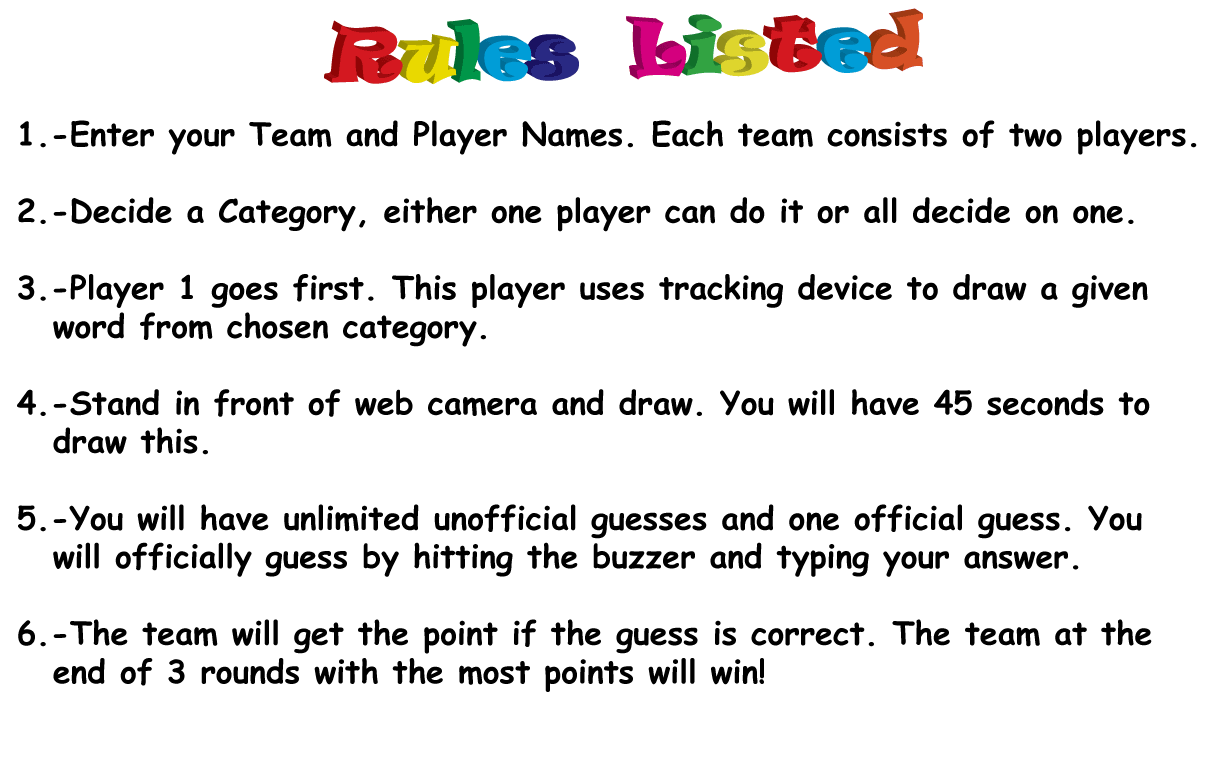 Rules Listed
1.-Enter your Team and Player Names. Each team consists of two players.
2.-Decide a Category, either one player can do it or all decide on one.
3.-Player 1 goes first. This player uses tracking device to draw a given
word from chosen category.
4.-Stand in front of web camera and draw. You will have 45 seconds to
draw this.
5.-You will have unlimited unofficial guesses and one official guess. You
will officially guess by hitting the buzzer and typing your answer.
6.-The team will get the point if the guess is correct. The team at the
end of 3 rounds with the most points will win!